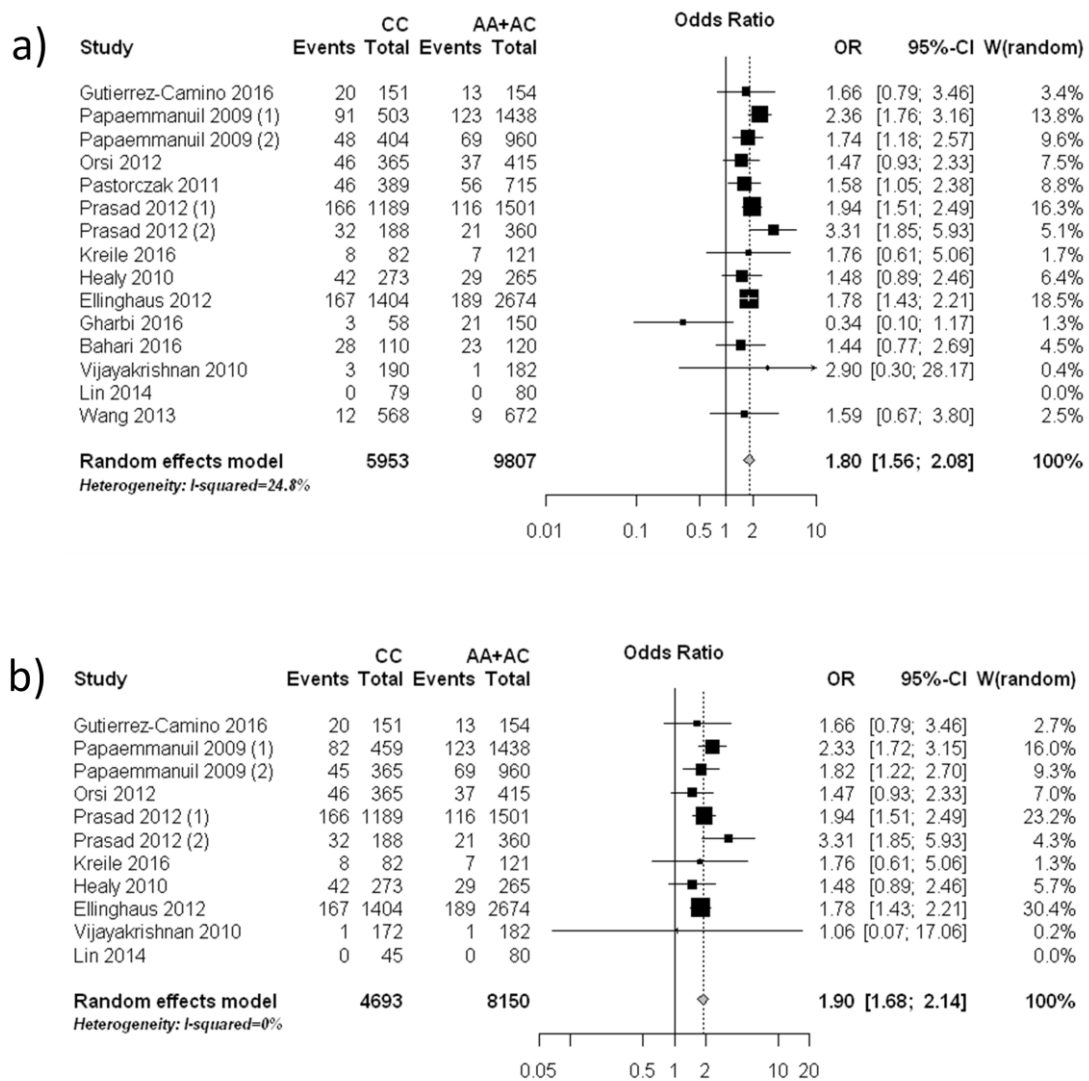 a)
CC AA+AC Odds Ratio
Study Events Total Events Total OR 95%-CI W(random)
Gutierrez-Camino 2016 20 151 13 154 1.66 [0.79; 3.46] 3.4%
Papaemmanuil 2009 (1) 91 503 123 1438 2.36 [1.76; 3.16] 13.8%
Papaemmanuil 2009 (2) 48 404 69 960 1.74 [1.18; 2.57] 9.6%
Orsi 2012 46 365 37 415 1.47 [0.93; 2.33] 7.5%
Pastorczak 2011 46 389 56 715 1.58 [1.05; 2.38] 8.8%
Prasad 2012 (1) 166 1189 116 1501 1.94 [1.51; 2.49] 16.3%
Prasad 2012 (2) 32 188 21 360 3.31 [1.85; 5.93] 5.1%
Kreile 2016 8 82 7 121 1.76 [0.61; 5.06] 1.7%
Healy 2010 42 273 29 265 1.48 [0.89; 2.46] 6.4%
Ellinghaus 2012 167 1404 189 2674 1.78 [1.43; 2.21] 18.5%
Gharbi 2016 3 58 21 150 0.34 [0.10; 1.17] 1.3%
Bahari 2016 28 110 23 120 1.44 [0.77; 2.69] 4.5%
Vijayakrishnan 2010 3 190 1 182 2.90 [0.30; 28.17] 0.4%
Lin 2014 0 79 0 80 0.0%
Wang 2013 12 568 9 672 1.59 [0.67; 3.80] 2.5%
Random effects model 5953 9807 1.80 [1.56; 2.08] 100%
Heterogeneity: I-squared=24.8%
0.01 0.1 0.5 1 2 10
b)
CC AA+AC Odds Ratio
Study Events Total Events Total OR 95%-CI W(random)
Gutierrez-Camino 2016 20 151 13 154 1.66 [0.79; 3.46] 2.7%
Papaemmanuil 2009 (1) 82 459 123 1438 2.33 [1.72; 3.15] 16.0%
Papaemmanuil 2009 (2) 45 365 69 960 1.82 [1.22; 2.70] 9.3%
Orsi 2012 46 365 37 415 1.47 [0.93; 2.33] 7.0%
Prasad 2012 (1) 166 1189 116 1501 1.94 [1.51; 2.49] 23.2%
Prasad 2012 (2) 32 188 21 360 3.31 [1.85; 5.93] 4.3%
Kreile 2016 8 82 7 121 1.76 [0.61; 5.06] 1.3%
Healy 2010 42 273 29 265 1.48 [0.89; 2.46] 5.7%
Ellinghaus 2012 167 1404 189 2674 1.78 [1.43; 2.21] 30.4%
Vijayakrishnan 2010 1 172 1 182 1.06 [0.07; 17.06] 0.2%
Lin 2014 0 45 0 80 0.0%
Random effects model 4693 8150 1.90 [1.68; 2.14] 100%
Heterogeneity: I-squared=0%
0.05 0.5 1 2 10 20